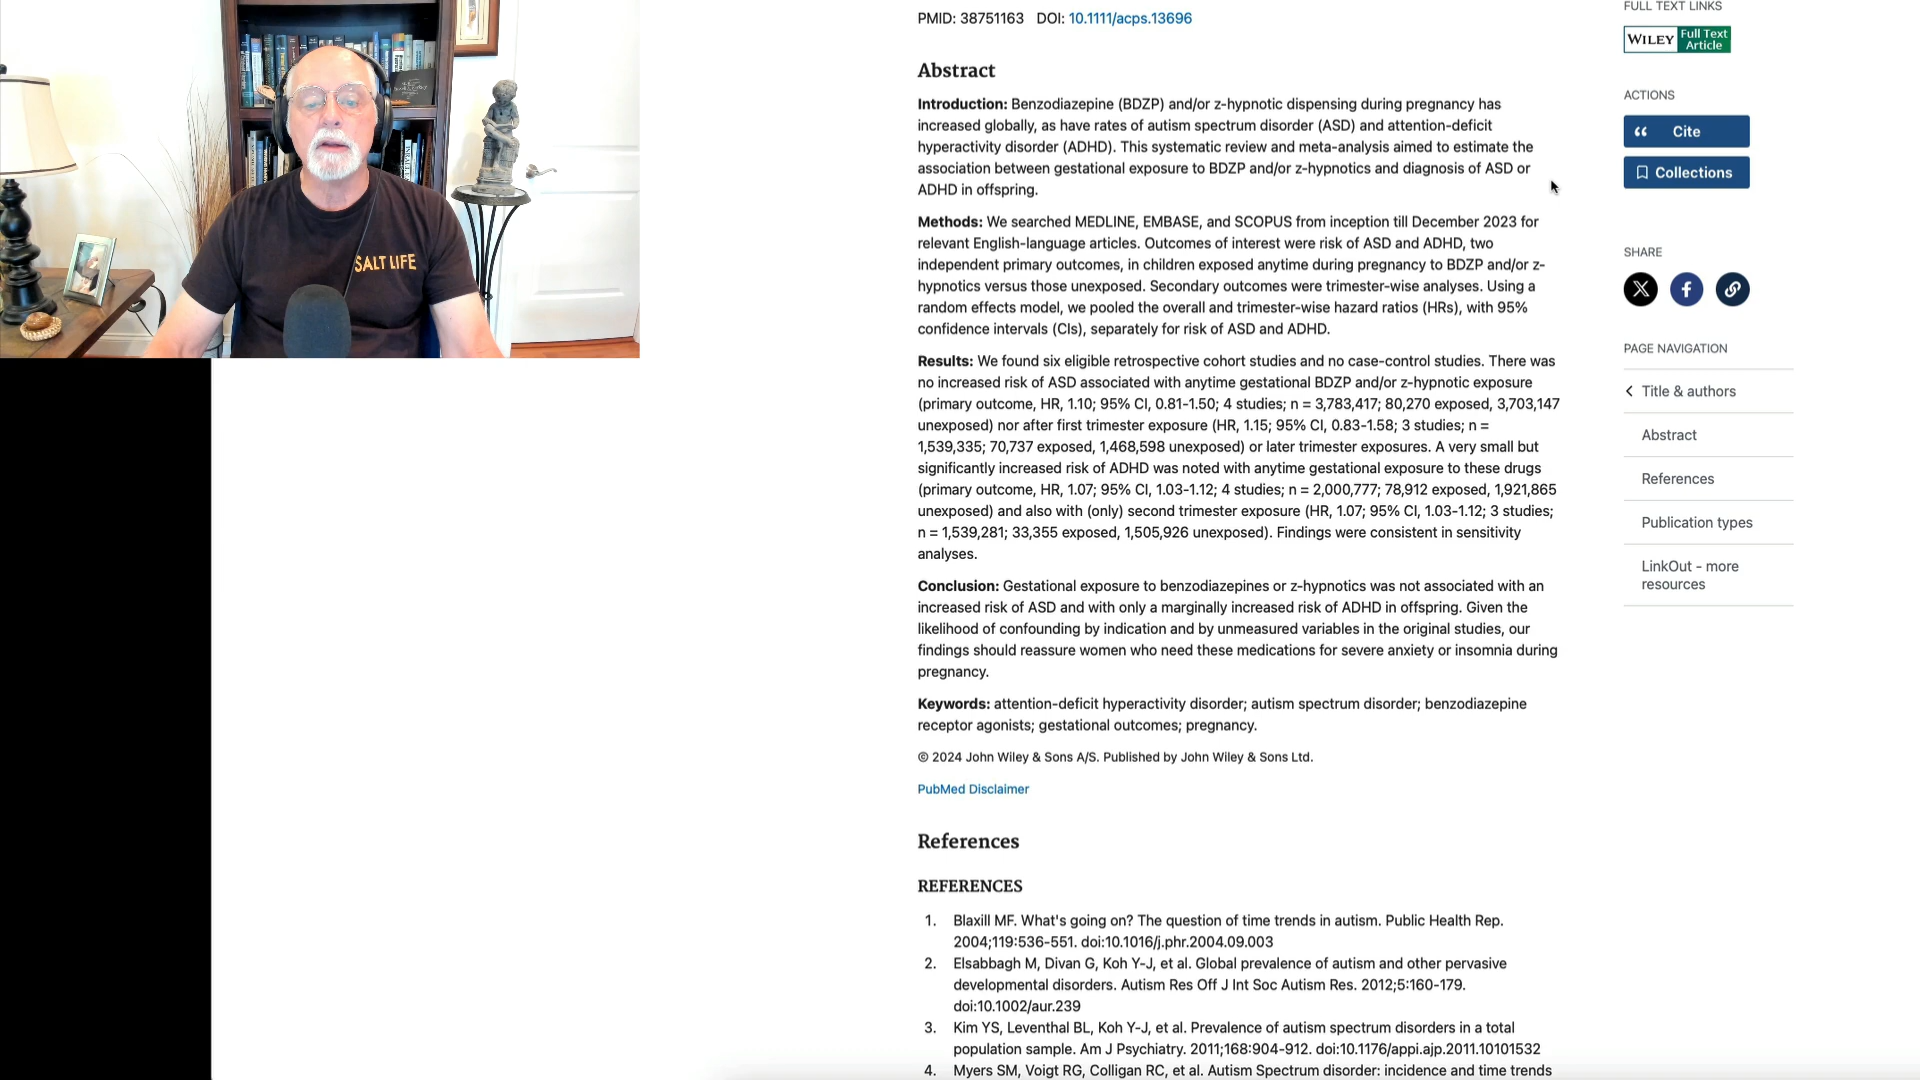 SALT LIFE
PMID: 38751163 DOI: 10.1111/acps.13696
Abstract
Introduction: Benzodiazepine (BDZP) and/or z-hypnotic dispensing during pregnancy has
increased globally, as have rates of autism spectrum disorder (ASD) and attention-deficit
hyperactivity disorder (ADHD). This systematic review and meta-analysis aimed to estimate the
association between gestational exposure to BDZP and/or z-hypnotics and diagnosis of ASD or
ADHD in offspring.
Methods: We searched MEDLINE, EMBASE, and SCOPUS from inception till December 2023 for
relevant English-language articles. Outcomes of interest were risk of ASD and ADHD, two
independent primary outcomes, in children exposed anytime during pregnancy to BDZP and/or z-
hypnotics versus those unexposed. Secondary outcomes were trimester-wise analyses. Using a
random effects model, we pooled the overall and trimester-wise hazard ratios (HRs), with 95%
confidence intervals (CIs), separately for risk of ASD and ADHD.
Results: We found six eligible retrospective cohort studies and no case-control studies. There was
no increased risk of ASD associated with anytime gestational BDZP and/or z-hypnotic exposure
(primary outcome, HR, 1.10; 95% CI, 0.81-1.50; 4 studies; n = 3,783,417; 80,270 exposed, 3,703,147
unexposed) nor after first trimester exposure (HR, 1.15; 95% CI, 0.83-1.58; 3 studies; n =
1,539,335; 70,737 exposed, 1,468,598 unexposed) or later trimester exposures. A very small but
significantly increased risk of ADHD was noted with anytime gestational exposure to these drugs
(primary outcome, HR, 1.07; 95% CI, 1.03-1.12; 4 studies; n = 2,000,777; 78,912 exposed, 1,921,865
unexposed) and also with (only) second trimester exposure (HR, 1.07; 95% CI, 1.03-1.12; 3 studies;
n = 1,539,281; 33,355 exposed, 1,505,926 unexposed). Findings were consistent in sensitivity
analyses.
Conclusion: Gestational exposure to benzodiazepines or z-hypnotics was not associated with an
increased risk of ASD and with only a marginally increased risk of ADHD in offspring. Given the
likelihood of confounding by indication and by unmeasured variables in the original studies, our
findings should reassure women who need these medications for severe anxiety or insomnia during
pregnancy.
Keywords: attention-deficit hyperactivity disorder; autism spectrum disorder; benzodiazepine
receptor agonists; gestational outcomes; pregnancy.
© 2024 John Wiley & Sons A/S. Published by John Wiley & Sons Ltd.
PubMed Disclaimer
References
REFERENCES
1. Blaxill MF. What's going on? The question of time trends in autism. Public Health Rep.
2004;119:536-551. doi:10.1016/j.phr.2004.09.003
2. Elsabbagh M, Divan G, Koh Y-J, et al. Global prevalence of autism and other pervasive
developmental disorders. Autism Res Off J Int Soc Autism Res. 2012;5:160-179.
doi:10.1002/aur.239
3. Kim YS, Leventhal BL, Koh Y-J, et al. Prevalence of autism spectrum disorders in a total
population sample. Am J Psychiatry. 2011;168:904-912. doi:10.1176/appi.ajp.2011.10101532
4. Myers SM, Voigt RG, Colligan RC, et al. Autism Spectrum disorder: incidence and time trends
FULL TEXT LINKS
WILEY Full Text
Article
ACTIONS
Cite
Collections
SHARE
PAGE NAVIGATION
Title & authors
Abstract
References
Publication types
LinkOut - more
resources